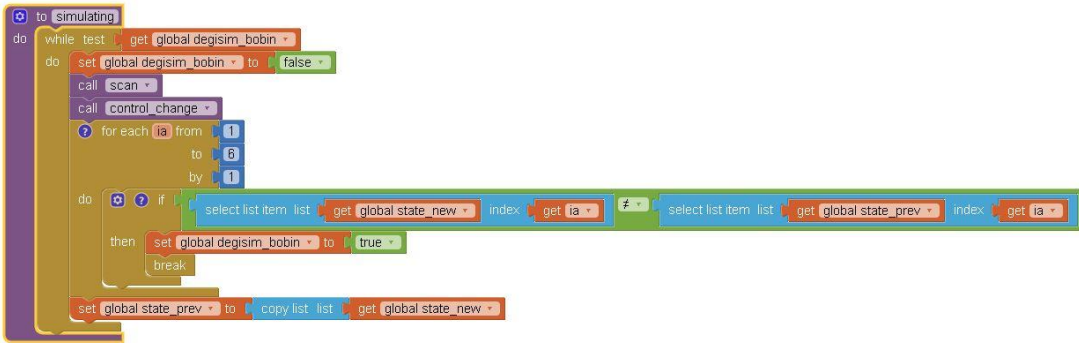 to simulating
do while test get global degisim_bobin
do set global degisim_bobin to false
call scan
call control_change
for each ia from 1
to 6
by 1
do if select list item list get global state_new index get ia ≠ select list item list get global state_prev index get ia
then set global degisim_bobin to true
break
set global state_prev to copy list list get global state_new